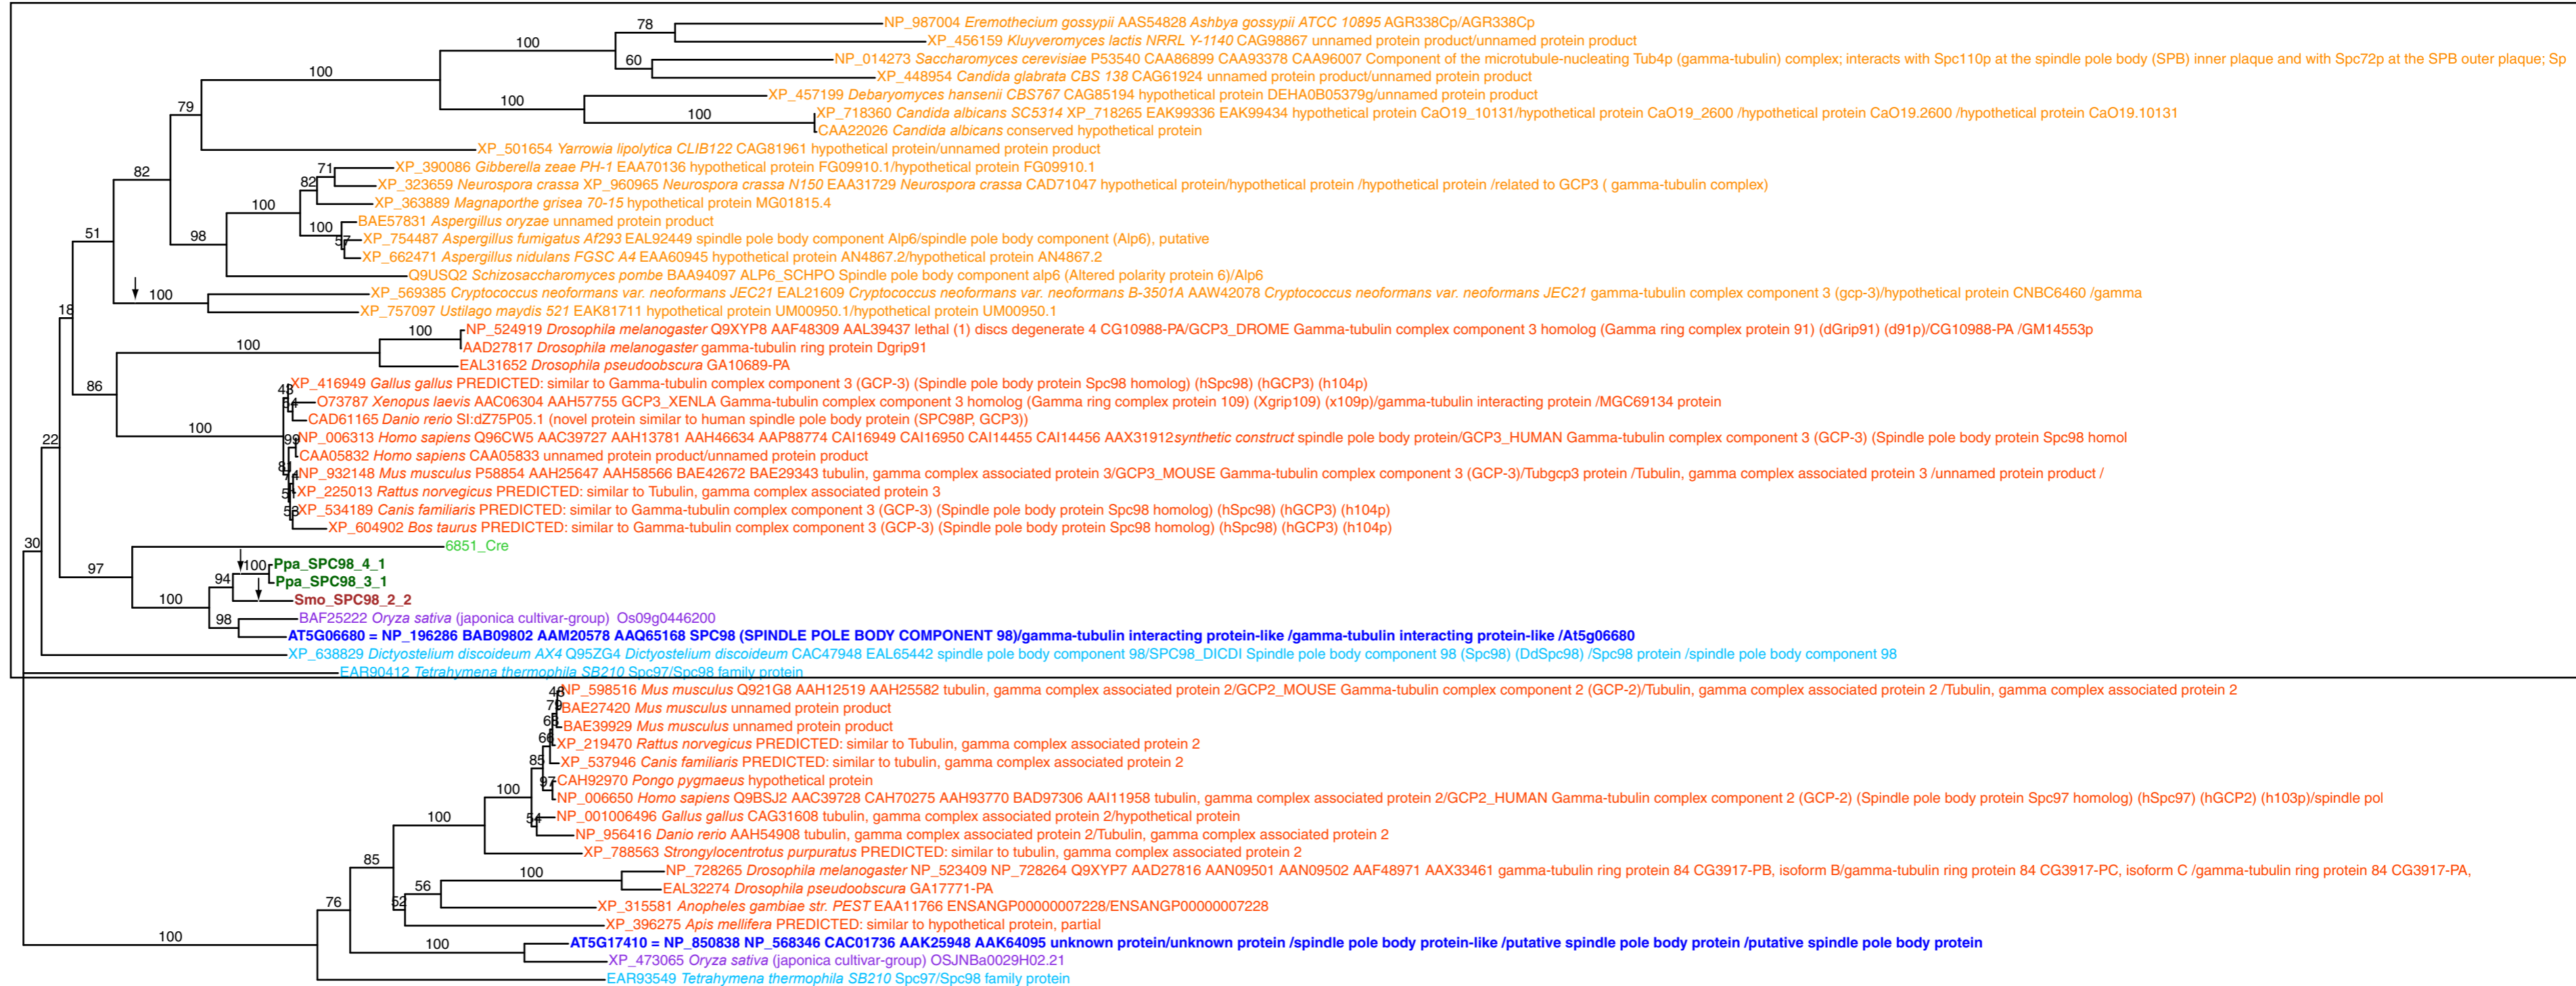 78
NP_987004 Eremothecium gossypii AAS54828 Ashbya gossypii ATCC 10895 AGR338Cp/AGR338Cp
XP_456159 Kluyveromyces lactis NRRL Y-1140 CAG98867 unnamed protein product/unnamed protein product
100
60
NP_014273 Saccharomyces cerevisiae P53540 CAA86899 CAA93378 CAA96007 Component of the microtubule-nucleating Tub4p (gamma-tubulin) complex; interacts with Spc110p at the spindle pole body (SPB) inner plaque and with Spc72p at the SPB outer plaque; Sp
XP_448954 Candida glabrata CBS 138 CAG61924 unnamed protein product/unnamed protein product
100
XP_457199 Debaryomyces hansenii CBS767 CAG85194 hypothetical protein DEHA0B05379g/unnamed protein product
100
79
100
XP_718360 Candida albicans SC5314 XP_718265 EAK99336 EAK99434 hypothetical protein CaO19_10131/hypothetical protein CaO19_2600 /hypothetical protein CaO19.2600 /hypothetical protein CaO19.10131
CAA22026 Candida albicans conserved hypothetical protein
XP_501654 Yarrowia lipolytica CLIB122 CAG81961 hypothetical protein/unnamed protein product
82
71
XP_390086 Gibberella zeae PH-1 EAA70136 hypothetical protein FG09910.1/hypothetical protein FG09910.1
82
XP_323659 Neurospora crassa XP_960965 Neurospora crassa N150 EAA31729 Neurospora crassa CAD71047 hypothetical protein/hypothetical protein /hypothetical protein /related to GCP3 ( gamma-tubulin complex)
100
XP_363889 Magnaporthe grisea 70-15 hypothetical protein MG01815.4
BAE57831 Aspergillus oryzae unnamed protein product
51
98
100
57
XP_754487 Aspergillus fumigatus Af293 EAL92449 spindle pole body component Alp6/spindle pole body component (Alp6), putative
XP_662471 Aspergillus nidulans FGSC A4 EAA60945 hypothetical protein AN4867.2/hypothetical protein AN4867.2
Q9USQ2 Schizosaccharomyces pombe BAA94097 ALP6_SCHPO Spindle pole body component alp6 (Altered polarity protein 6)/Alp6
100
XP_569385 Cryptococcus neoformans var. neoformans JEC21 EAL21609 Cryptococcus neoformans var. neoformans B-3501A AAW42078 Cryptococcus neoformans var. neoformans JEC21 gamma-tubulin complex component 3 (gcp-3)/hypothetical protein CNBC6460 /gamma
18
XP_757097 Ustilago maydis 521 EAK81711 hypothetical protein UM00950.1/hypothetical protein UM00950.1
100
NP_524919 Drosophila melanogaster Q9XYP8 AAF48309 AAL39437 lethal (1) discs degenerate 4 CG10988-PA/GCP3_DROME Gamma-tubulin complex component 3 homolog (Gamma ring complex protein 91) (dGrip91) (d91p)/CG10988-PA /GM14553p
100
AAD27817 Drosophila melanogaster gamma-tubulin ring protein Dgrip91
EAL31652 Drosophila pseudoobscura GA10689-PA
86
XP_416949 Gallus gallus PREDICTED: similar to Gamma-tubulin complex component 3 (GCP-3) (Spindle pole body protein Spc98 homolog) (hSpc98) (hGCP3) (h104p)
O73787 Xenopus laevis AAC06304 AAH57755 GCP3_XENLA Gamma-tubulin complex component 3 homolog (Gamma ring complex protein 109) (Xgrip109) (x109p)/gamma-tubulin interacting protein /MGC69134 protein
CAD61165 Danio rerio SI:dZ75P05.1 (novel protein similar to human spindle pole body protein (SPC98P, GCP3))
100
22
99
NP_006313 Homo sapiens Q96CW5 AAC39727 AAH13781 AAH46634 AAP88774 CAI16949 CAI16950 CAI14455 CAI14456 AAX31912synthetic construct spindle pole body protein/GCP3_HUMAN Gamma-tubulin complex component 3 (GCP-3) (Spindle pole body protein Spc98 homol
CAA05832 Homo sapiens CAA05833 unnamed protein product/unnamed protein product
NP_932148 Mus musculus P58854 AAH25647 AAH58566 BAE42672 BAE29343 tubulin, gamma complex associated protein 3/GCP3_MOUSE Gamma-tubulin complex component 3 (GCP-3)/Tubgcp3 protein /Tubulin, gamma complex associated protein 3 /unnamed protein product /
XP_225013 Rattus norvegicus PREDICTED: similar to Tubulin, gamma complex associated protein 3
XP_534189 Canis familiaris PREDICTED: similar to Gamma-tubulin complex component 3 (GCP-3) (Spindle pole body protein Spc98 homolog) (hSpc98) (hGCP3) (h104p)
XP_604902 Bos taurus PREDICTED: similar to Gamma-tubulin complex component 3 (GCP-3) (Spindle pole body protein Spc98 homolog) (hSpc98) (hGCP3) (h104p)
30
6851_Cre
97
100
Ppa_SPC98_4_1
94
Ppa_SPC98_3_1
100
Smo_SPC98_2_2
98
BAF25222 Oryza sativa (japonica cultivar-group) Os09g0446200
AT5G06680 = NP_196286 BAB09802 AAM20578 AAQ65168 SPC98 (SPINDLE POLE BODY COMPONENT 98)/gamma-tubulin interacting protein-like /gamma-tubulin interacting protein-like /At5g06680
XP_638829 Dictyostelium discoideum AX4 Q95ZG4 Dictyostelium discoideum CAC47948 EAL65442 spindle pole body component 98/SPC98_DICDI Spindle pole body component 98 (Spc98) (DdSpc98) /Spc98 protein /spindle pole body component 98
EAR90412 Tetrahymena thermophila SB210 Spc97/Spc98 family protein
48
NP_598516 Mus musculus Q921G8 AAH12519 AAH25582 tubulin, gamma complex associated protein 2/GCP2_MOUSE Gamma-tubulin complex component 2 (GCP-2)/Tubulin, gamma complex associated protein 2 /Tubulin, gamma complex associated protein 2
79
BAE27420 Mus musculus unnamed protein product
BAE39929 Mus musculus unnamed protein product
XP_219470 Rattus norvegicus PREDICTED: similar to Tubulin, gamma complex associated protein 2
85
XP_537946 Canis familiaris PREDICTED: similar to tubulin, gamma complex associated protein 2
97
CAH92970 Pongo pygmaeus hypothetical protein
100
NP_006650 Homo sapiens Q9BSJ2 AAC39728 CAH70275 AAH93770 BAD97306 AAI11958 tubulin, gamma complex associated protein 2/GCP2_HUMAN Gamma-tubulin complex component 2 (GCP-2) (Spindle pole body protein Spc97 homolog) (hSpc97) (hGCP2) (h103p)/spindle pol
100
54
NP_001006496 Gallus gallus CAG31608 tubulin, gamma complex associated protein 2/hypothetical protein
NP_956416 Danio rerio AAH54908 tubulin, gamma complex associated protein 2/Tubulin, gamma complex associated protein 2
XP_788563 Strongylocentrotus purpuratus PREDICTED: similar to tubulin, gamma complex associated protein 2
85
100
NP_728265 Drosophila melanogaster NP_523409 NP_728264 Q9XYP7 AAD27816 AAN09501 AAN09502 AAF48971 AAX33461 gamma-tubulin ring protein 84 CG3917-PB, isoform B/gamma-tubulin ring protein 84 CG3917-PC, isoform C /gamma-tubulin ring protein 84 CG3917-PA,
56
EAL32274 Drosophila pseudoobscura GA17771-PA
76
52
XP_315581 Anopheles gambiae str. PEST EAA11766 ENSANGP00000007228/ENSANGP00000007228
XP_396275 Apis mellifera PREDICTED: similar to hypothetical protein, partial
100
100
AT5G17410 = NP_850838 NP_568346 CAC01736 AAK25948 AAK64095 unknown protein/unknown protein /spindle pole body protein-like /putative spindle pole body protein /putative spindle pole body protein
XP_473065 Oryza sativa (japonica cultivar-group) OSJNBa0029H02.21
EAR93549 Tetrahymena thermophila SB210 Spc97/Spc98 family protein